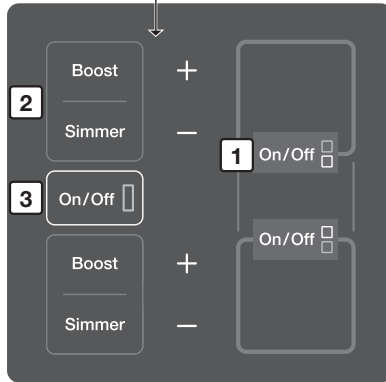 Boost +
2
Simmer −
1 On/Off
3 On/Off
On/Off
Boost +
Simmer −